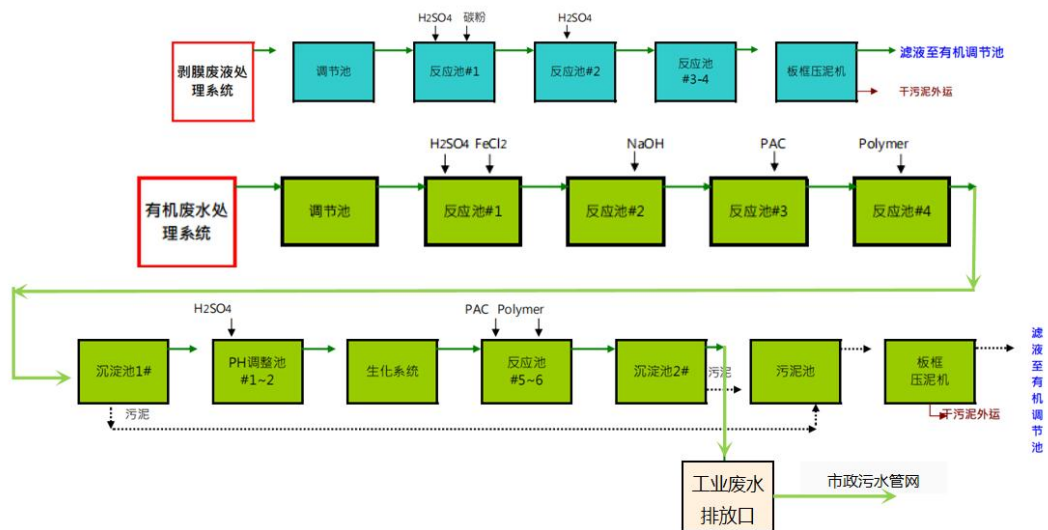 H2SO4 碳粉
H2SO4
剥膜废液处
理系统
调节池
反应池#1
反应池#2
反应池
#3-4
板框压泥机
滤液至有机调节池
干污泥外运
H2SO4 FeCl2
NaOH
PAC
Polymer
有机废水处
理系统
调节池
反应池#1
反应池#2
反应池#3
反应池#4
H2SO4
PAC Polymer
沉淀池1#
PH调整池
#1~2
生化系统
反应池
#5~6
沉淀池2#
污泥
污泥池
板框
压泥机
滤液至有机调节池
污泥
干污泥外运
工业废水
排放口
市政污水管网